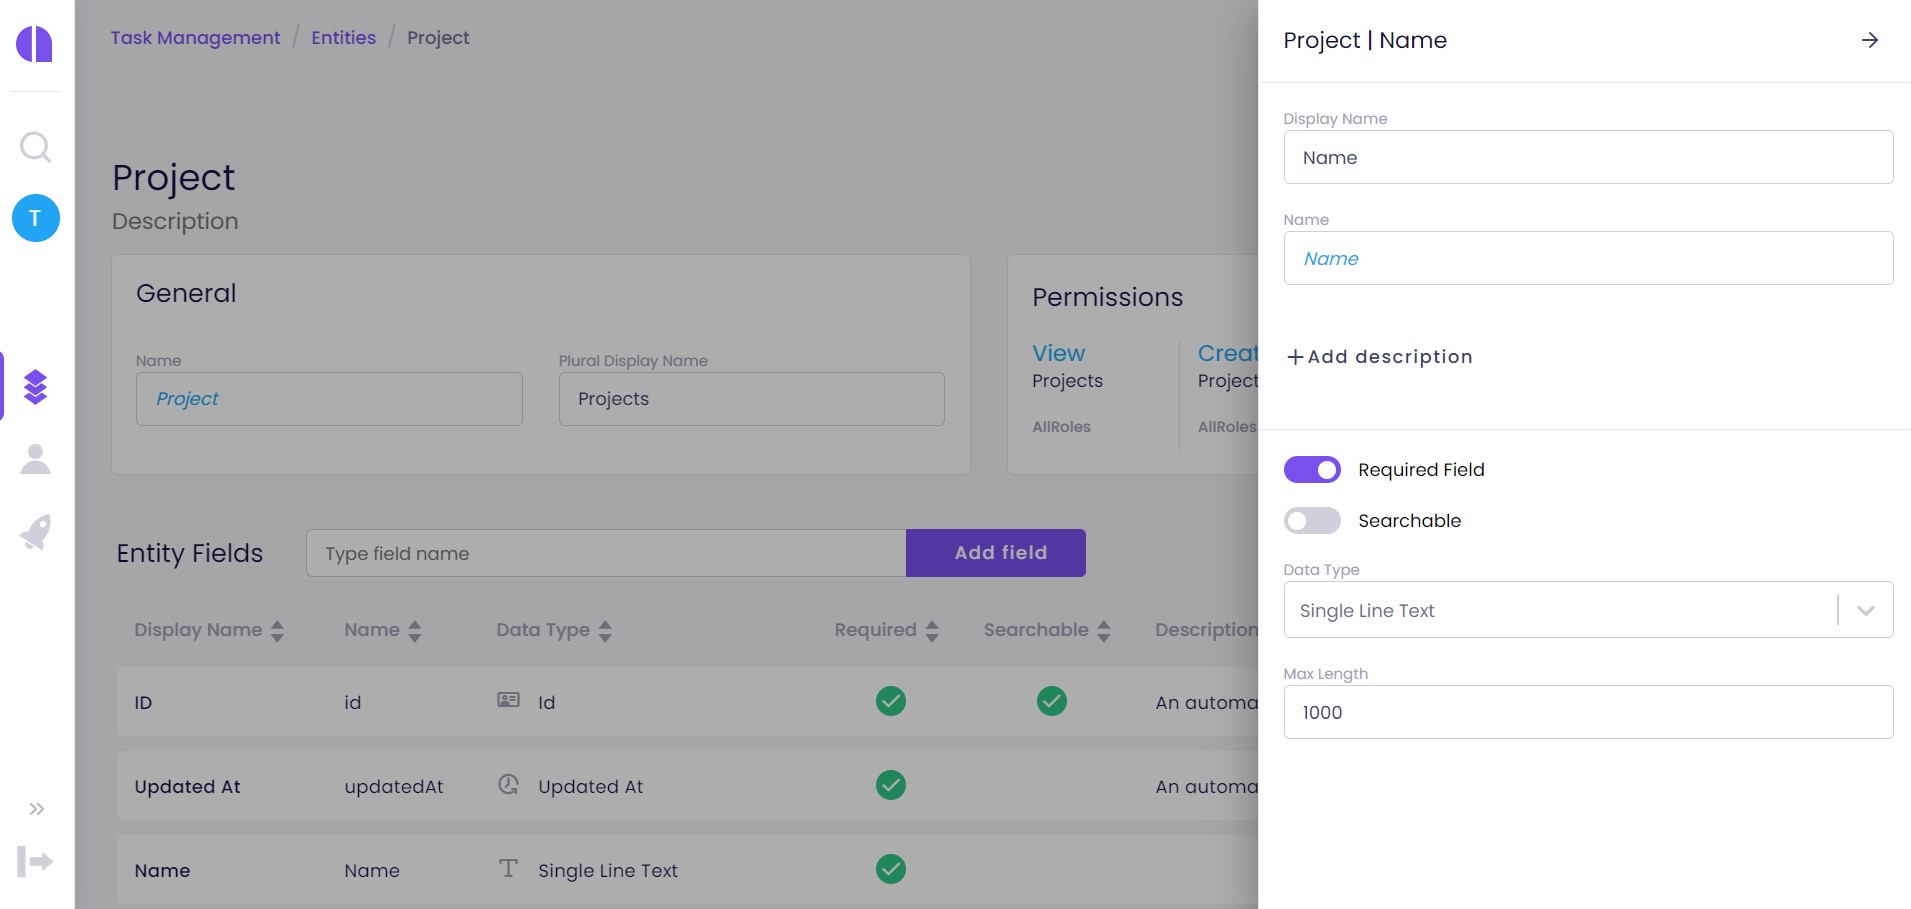 Task Management / Entities / Project
Project | Name
T
Project
Description
General
Name
Project
Plural Display Name
Projects
Permissions
View
Projects
AllRoles
Creat
Project
AllRoles
Entity Fields
Type field name
Add field
Display Name Name Data Type Required Searchable Description
ID id Id An automa
Updated At updatedAt Updated At An automa
Name Name Single Line Text
Display Name
Name
Name
Name
+Add description
Required Field
Searchable
Data Type
Single Line Text
Max Length
1000